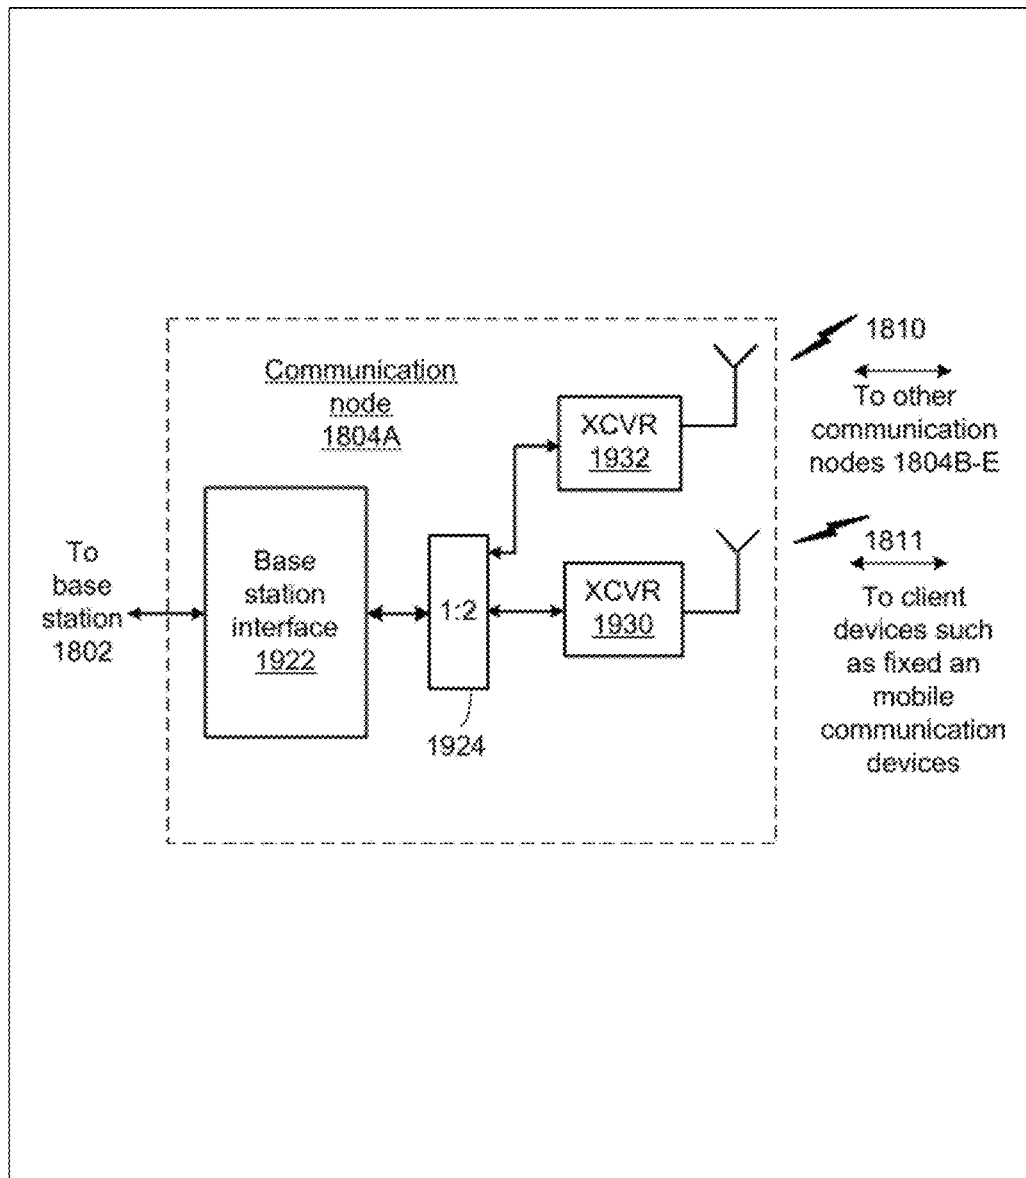 Communication
node
1804A
To
base
station
1802
Base
station
interface
1922
1:2
1924
XCVR
1932
XCVR
1930
1810
To other
communication
nodes 1804B-E
1811
To client
devices such
as fixed an
mobile
communication
devices